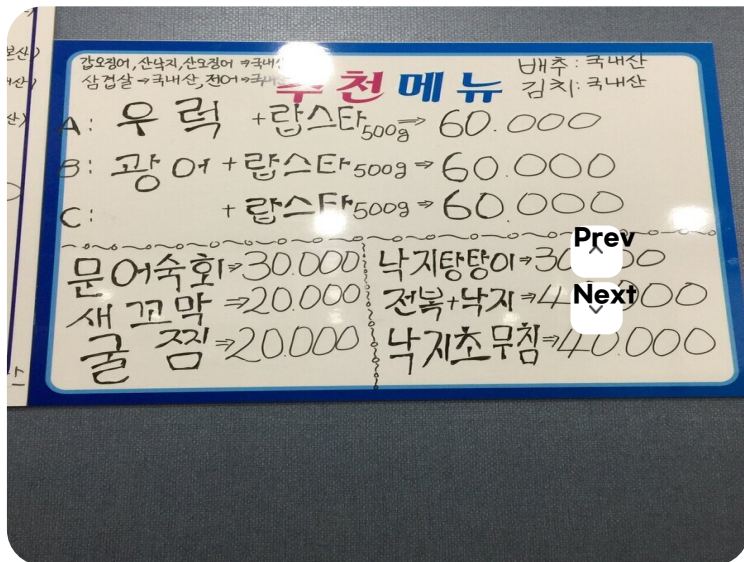 갑오징어, 산낙지, 산오징어 ⇒국내산
삼겹살→국내산, 전어→국내산
배추: 국내산
김치: 국내산
추천메뉴
A: 우럭 +랍스타500g⇒ 60.000
B: 광어 +랍스타500g⇒ 60.000
C: +랍스타500g⇒ 60.000
문어숙회⇒30.000
새꼬막⇒20.000
굴찜⇒20.000
낙지탕탕이⇒30.000
전복+낙지⇒40.000
낙지초무침⇒40.000
Prev
Next